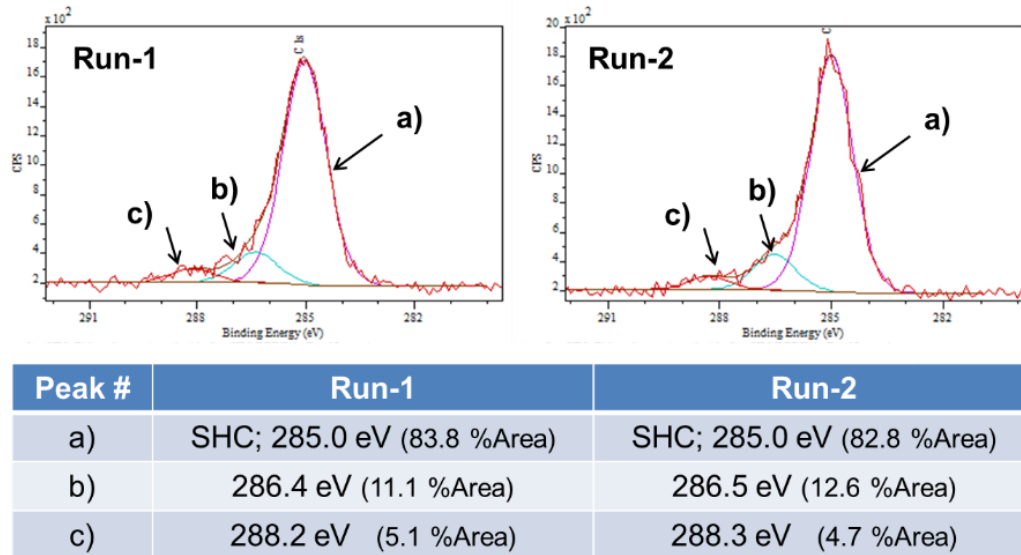 x 10²
18
16
14
12
10
8
6
4
2
CPS
Run-1
C 1s
a)
b)
c)
291
288
285
282
Binding Energy (eV)
x 10²
20
18
16
14
12
10
8
6
4
2
CPS
Run-2
C
a)
b)
c)
291
288
285
282
Binding Energy (eV)
Peak # Run-1 Run-2
a) SHC; 285.0 eV (83.8 %Area) SHC; 285.0 eV (82.8 %Area)
b) 286.4 eV (11.1 %Area) 286.5 eV (12.6 %Area)
c) 288.2 eV (5.1 %Area) 288.3 eV (4.7 %Area)